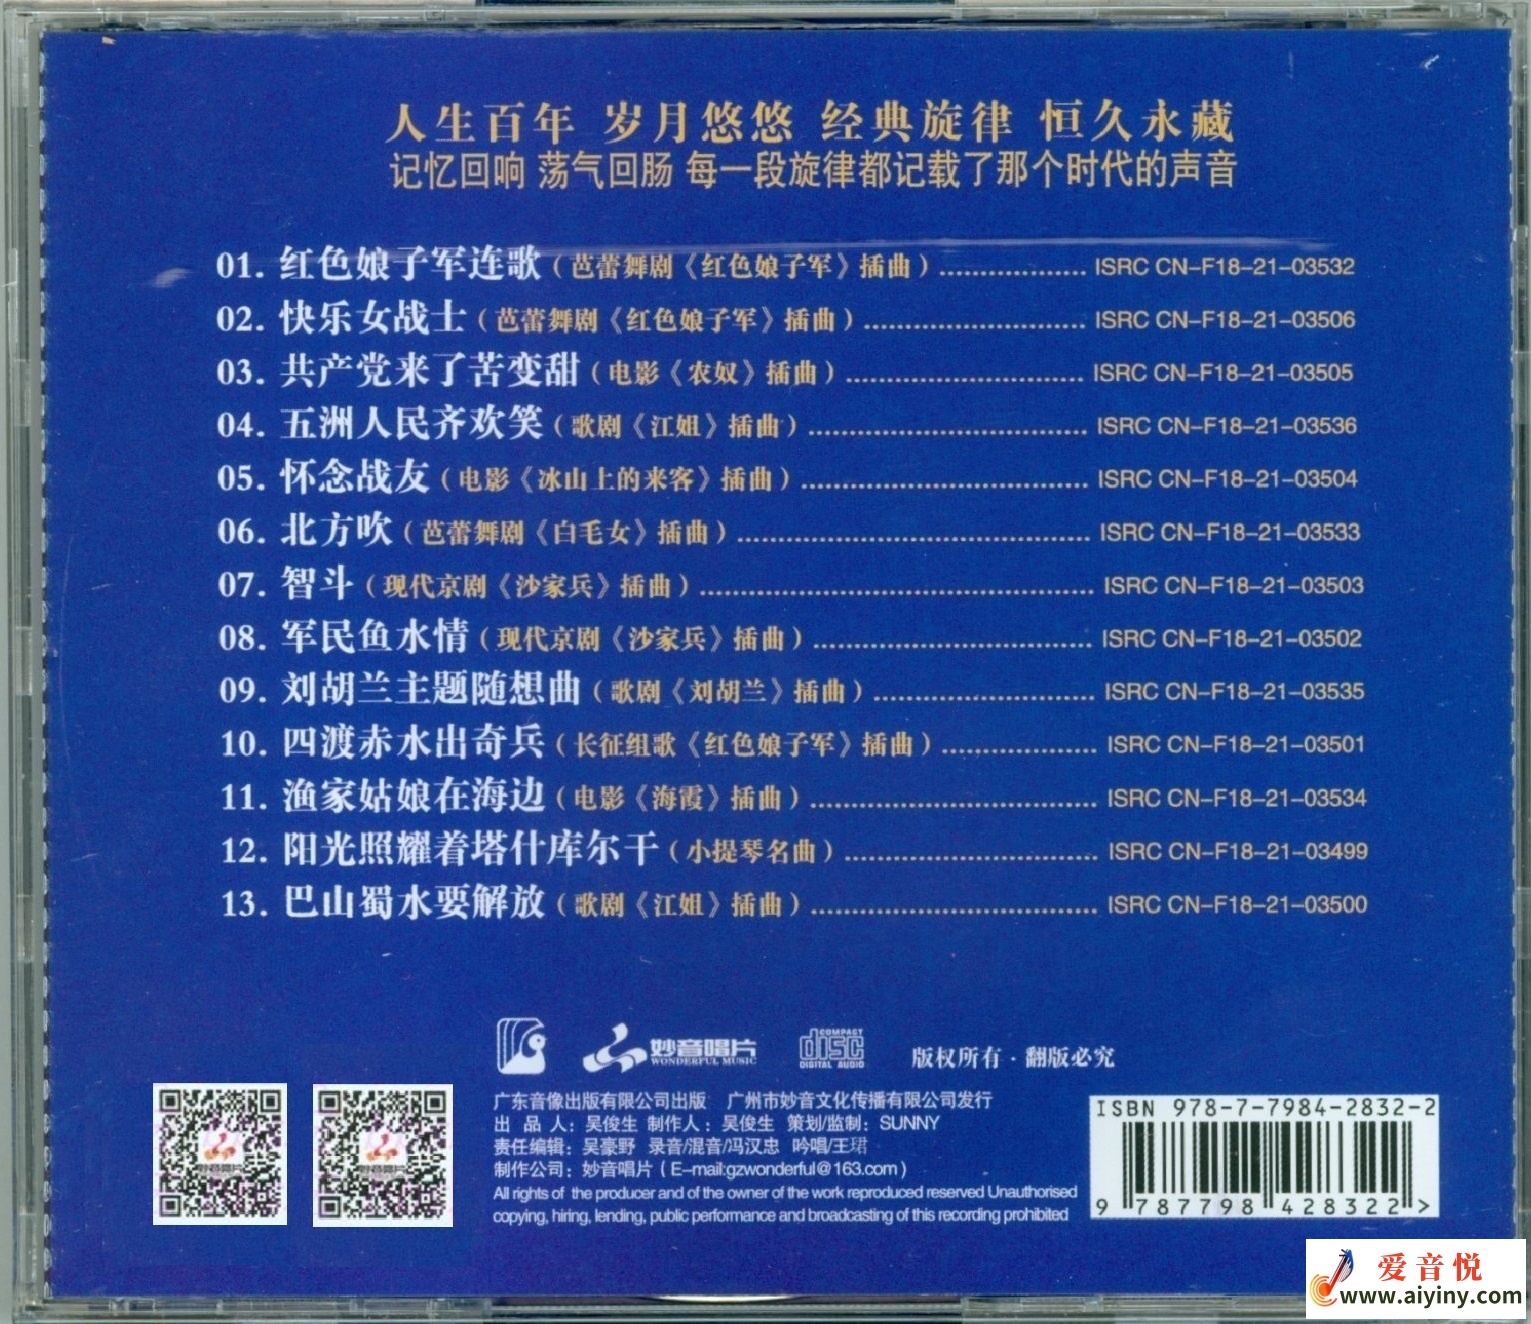 人生百年 岁月悠悠 经典旋律 恒久永藏
记忆回响 荡气回肠 每一段旋律都记载了那个时代的声音
01. 红色娘子军连歌（芭蕾舞剧《红色娘子军》插曲）........................ ISRC CN-F18-21-03532
02. 快乐女战士（芭蕾舞剧《红色娘子军》插曲）........................ ISRC CN-F18-21-03506
03. 共产党来了苦变甜（电影《农奴》插曲）........................ ISRC CN-F18-21-03505
04. 五洲人民齐欢笑（歌剧《江姐》插曲）........................ ISRC CN-F18-21-03536
05. 怀念战友（电影《冰山上的来客》插曲）........................ ISRC CN-F18-21-03504
06. 北方吹（芭蕾舞剧《白毛女》插曲）........................ ISRC CN-F18-21-03533
07. 智斗（现代京剧《沙家兵》插曲）........................ ISRC CN-F18-21-03503
08. 军民鱼水情（现代京剧《沙家兵》插曲）........................ ISRC CN-F18-21-03502
09. 刘胡兰主题随想曲（歌剧《刘胡兰》插曲）........................ ISRC CN-F18-21-03535
10. 四渡赤水出奇兵（长征组歌《红色娘子军》插曲）........................ ISRC CN-F18-21-03501
11. 渔家姑娘在海边（电影《海霞》插曲）........................ ISRC CN-F18-21-03534
12. 阳光照耀着塔什库尔干（小提琴名曲）........................ ISRC CN-F18-21-03499
13. 巴山蜀水要解放（歌剧《江姐》插曲）........................ ISRC CN-F18-21-03500
妙音唱片
WONDERFUL MUSIC
COMPACT
disc
DIGITAL AUDIO
版权所有·翻版必究
广东音像出版有限公司出版 广州市妙音文化传播有限公司发行
出 品 人：吴俊生 制作人：吴俊生 策划/监制：SUNNY
责任编辑：吴豪野 录音/混音/冯汉忠 吟唱/王珺
制作公司：妙音唱片（E-mail:gzwonderful@163.com）
All rights of the producer and of the owner of the work reproduced reserved Unauthorised
copying, hiring, lending, public performance and broadcasting of this recording prohibited
妙音唱片
妙音唱片
ISBN 978-7-7984-2832-2
9 787798 428322 >
爱音悦
www.aiyiny.com